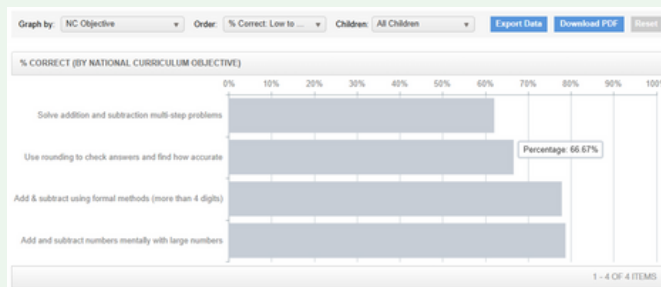 Graph by: NC Objective Order: % Correct: Low to ... Children: All Children Export Data Download PDF Reset
% CORRECT (BY NATIONAL CURRICULUM OBJECTIVE)
0% 10% 20% 30% 40% 50% 60% 70% 80% 90% 100%
Solve addition and subtraction multi-step problems
Use rounding to check answers and find how accurate
Percentage: 66.67%
Add & subtract using formal methods (more than 4 digits)
Add and subtract numbers mentally with large numbers
1 - 4 OF 4 ITEMS